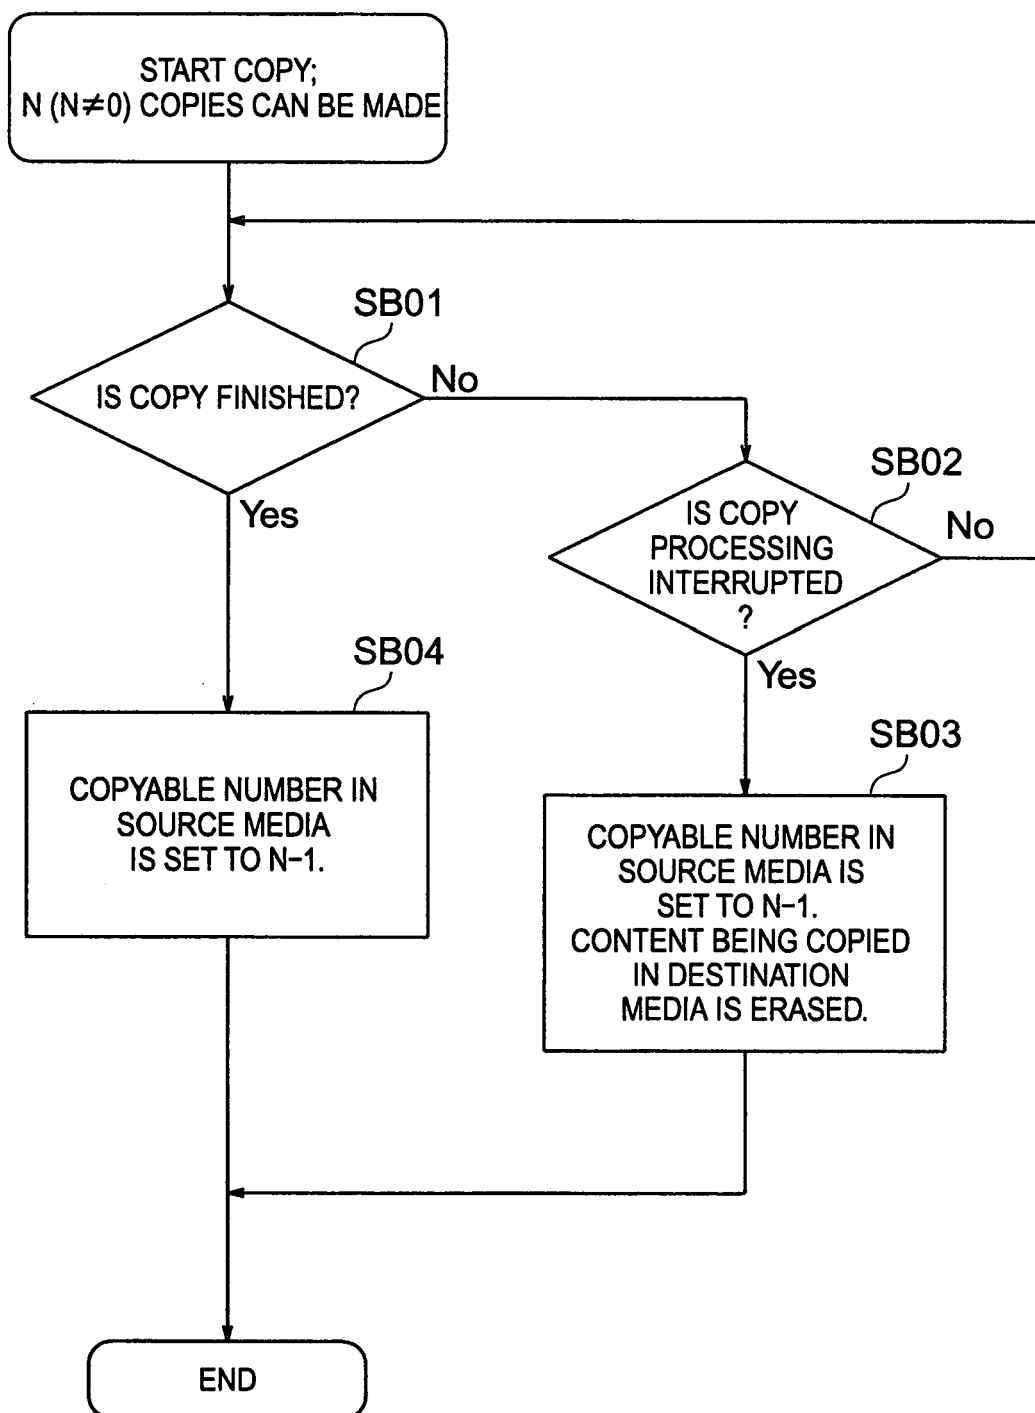 START COPY;
N (N≠0) COPIES CAN BE MADE
SB01
IS COPY FINISHED?
No
Yes
SB02
IS COPY
PROCESSING
INTERRUPTED
?
No
Yes
SB04
COPYABLE NUMBER IN
SOURCE MEDIA
IS SET TO N-1.
SB03
COPYABLE NUMBER IN
SOURCE MEDIA IS
SET TO N-1.
CONTENT BEING COPIED
IN DESTINATION
MEDIA IS ERASED.
END